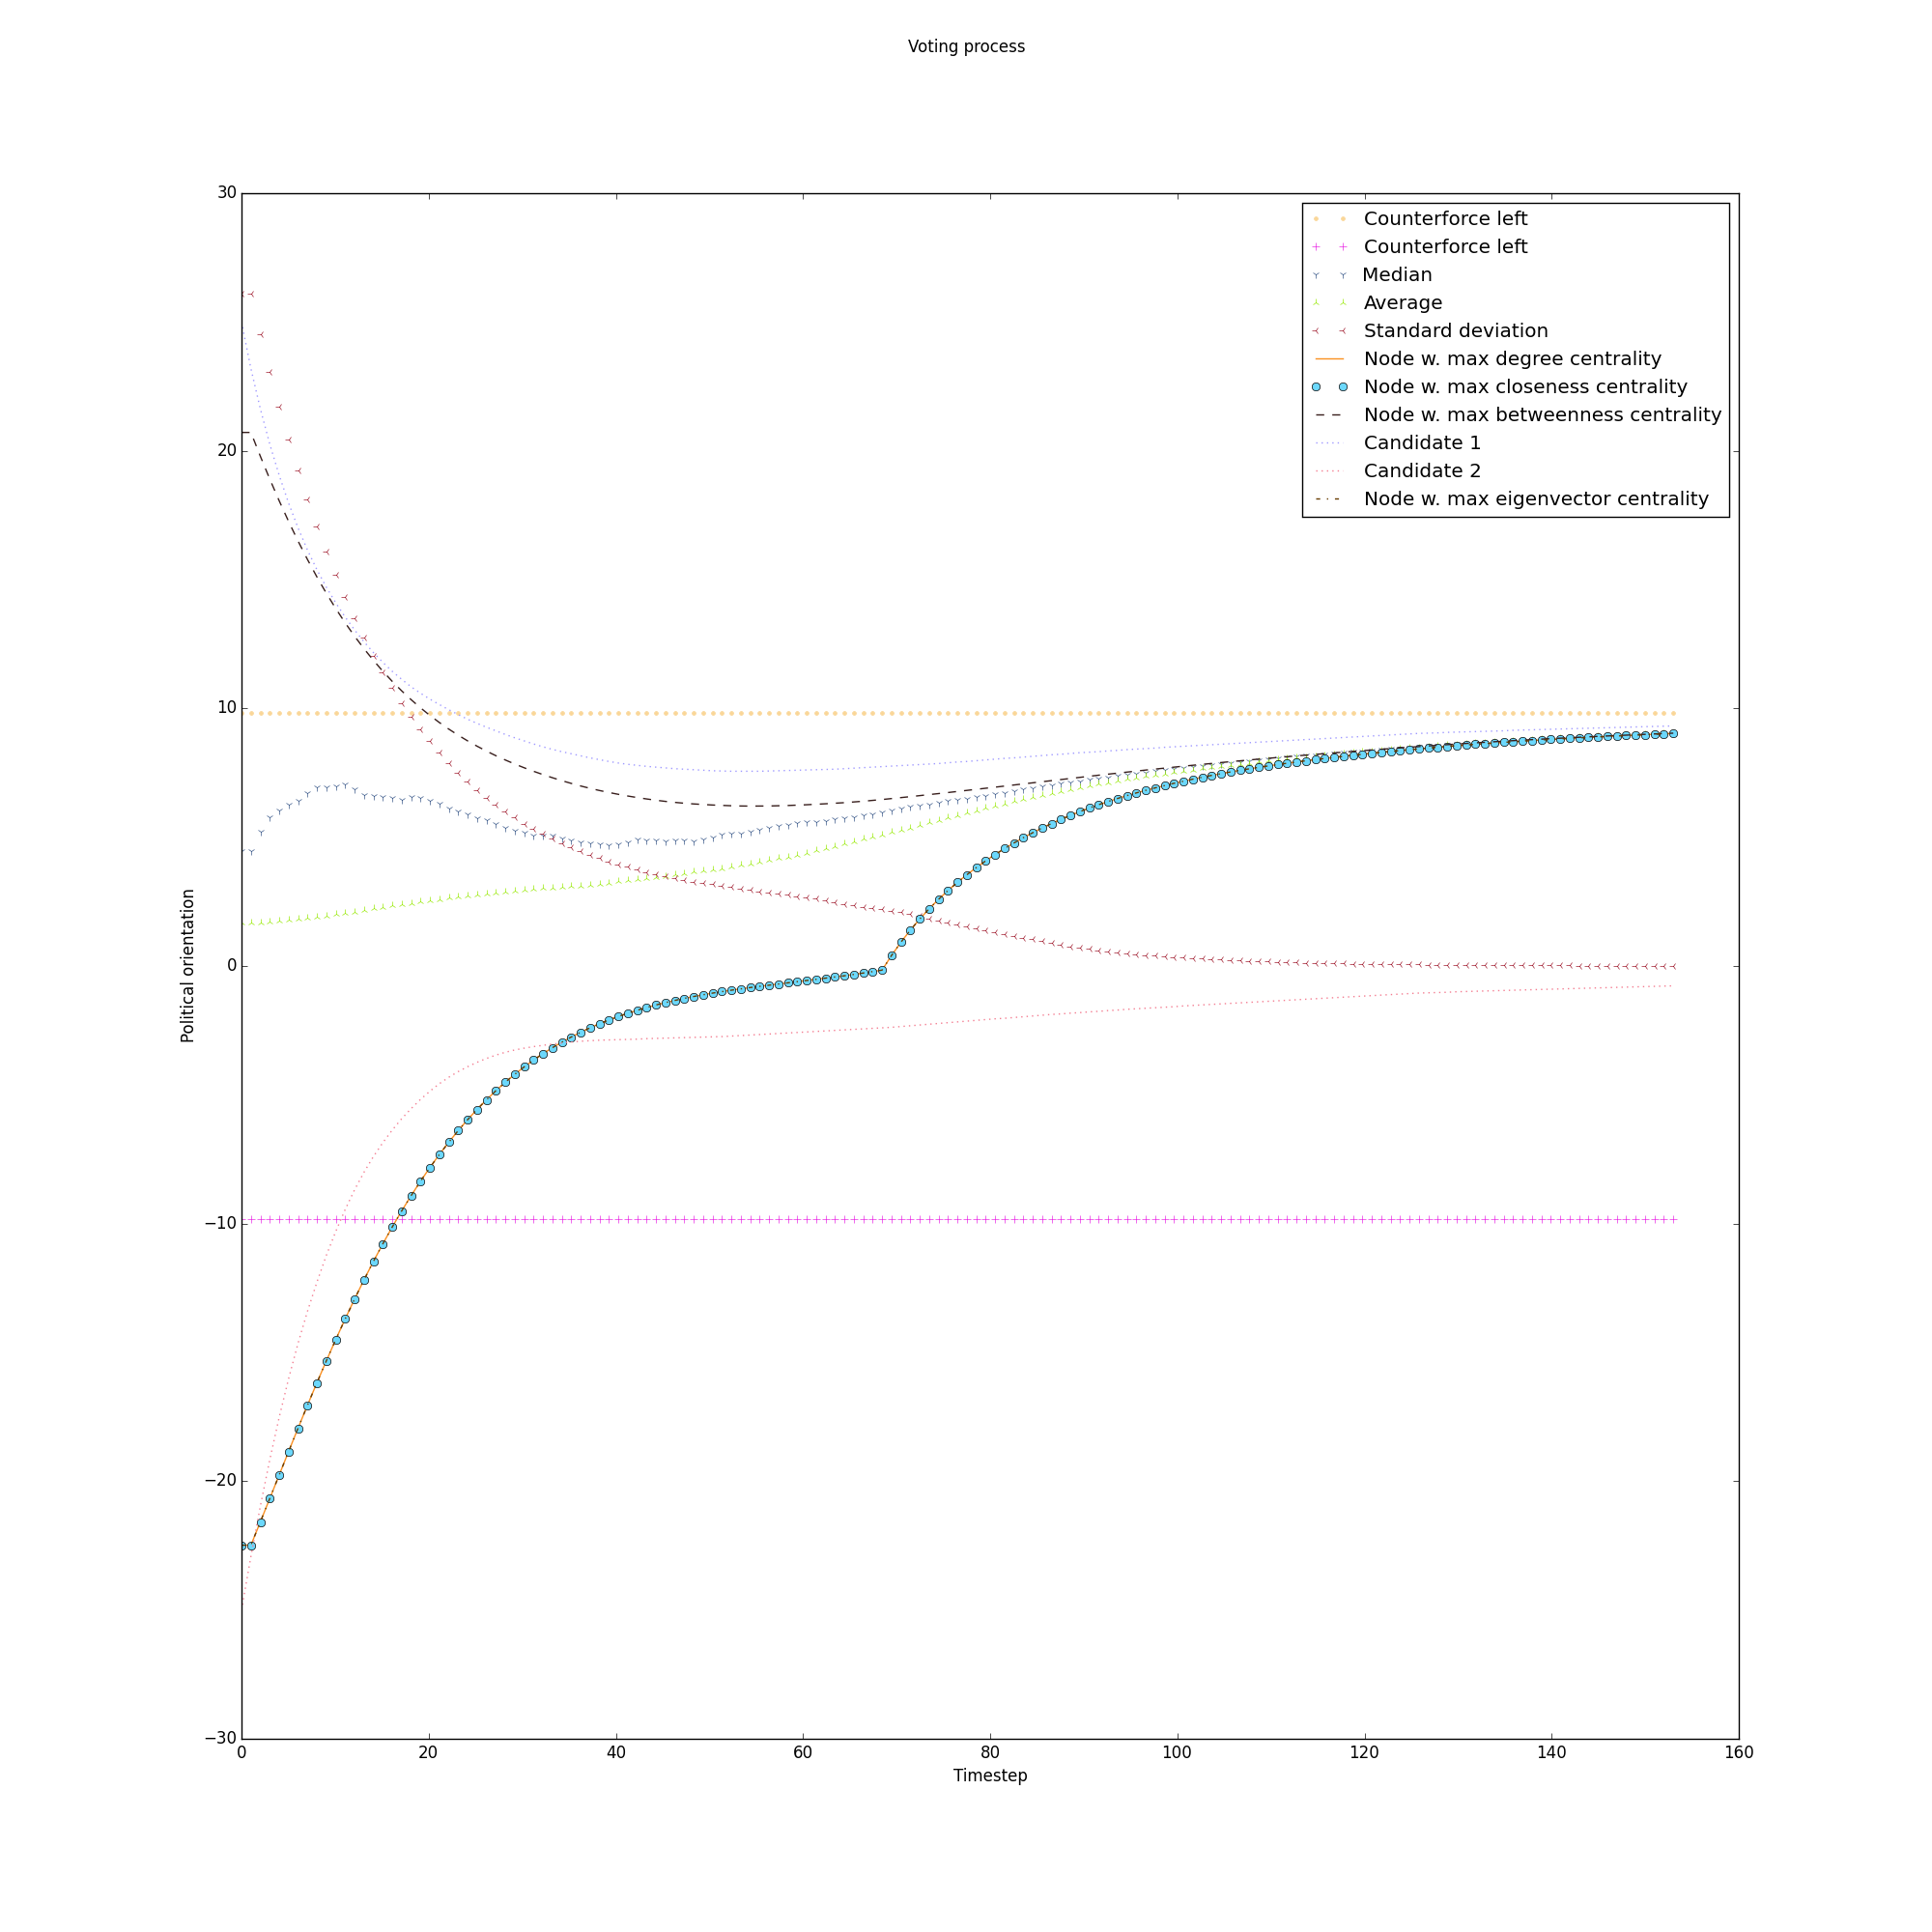 Voting process
30
20
10
0
−10
−20
−30
Political orientation
Counterforce left
Counterforce left
Median
Average
Standard deviation
Node w. max degree centrality
Node w. max closeness centrality
Node w. max betweenness centrality
Candidate 1
Candidate 2
Node w. max eigenvector centrality
0 20 40 60 80 100 120 140 160
Timestep